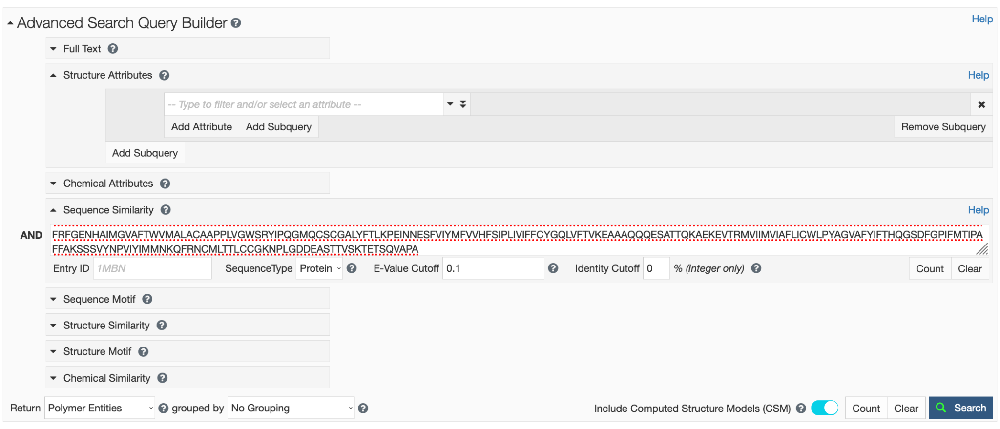 Advanced Search Query Builder ?
Help
Full Text ?
Structure Attributes ?
Help
-- Type to filter and/or select an attribute --
Add Attribute Add Subquery Remove Subquery
Add Subquery
Chemical Attributes ?
Sequence Similarity ?
Help
AND
FRFGENHAIMGVAFTWVMALACAAPPLVGWSRYIPQGMQCSCGALYFTLKPEINNESFVIYMFVVHFSIPLIVIFFCYGQLVFTVKEAAAQQQESATTQKAEKEVTRMVIIMVIAFLICWLPYAGVAFYIFTHQGSDFGPIFMTIPA
FFAKSSSVYNPVIYIMMNKQFRNCMLTTLCCGKNPLGDDEASTTVSKTETSQVAPA
Entry ID 1MBN SequenceType Protein ? E-Value Cutoff 0.1 ? Identity Cutoff 0 % (Integer only) ? Count Clear
Sequence Motif ?
Structure Similarity ?
Structure Motif ?
Chemical Similarity ?
Return Polymer Entities ? grouped by No Grouping ? Include Computed Structure Models (CSM) ? Count Clear Search